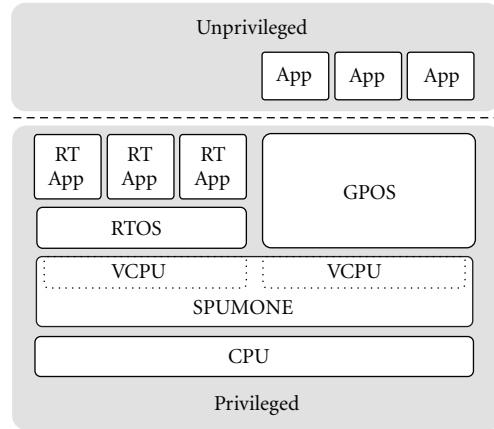 Unprivileged
App App App
RT RT RT
App App App
GPOS
RTOS
VCPU VCPU
SPUMONE
CPU
Privileged